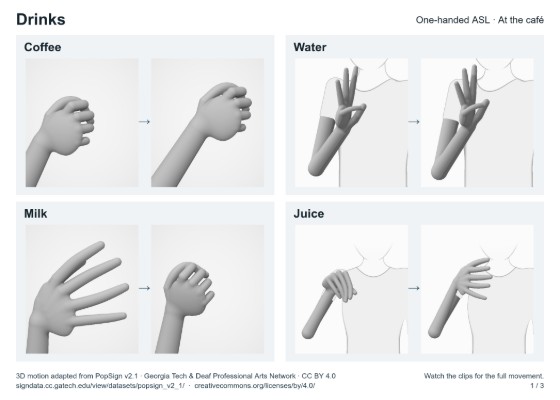 Drinks
One-handed ASL · At the café
Coffee
Water
→
→
Milk
Juice
→
→
3D motion adapted from PopSign v2.1 · Georgia Tech & Deaf Professional Arts Network · CC BY 4.0
signdata.cc.gatech.edu/view/datasets/popsign_v2_1/ · creativecommons.org/licenses/by/4.0/
Watch the clips for the full movement.
1 / 3